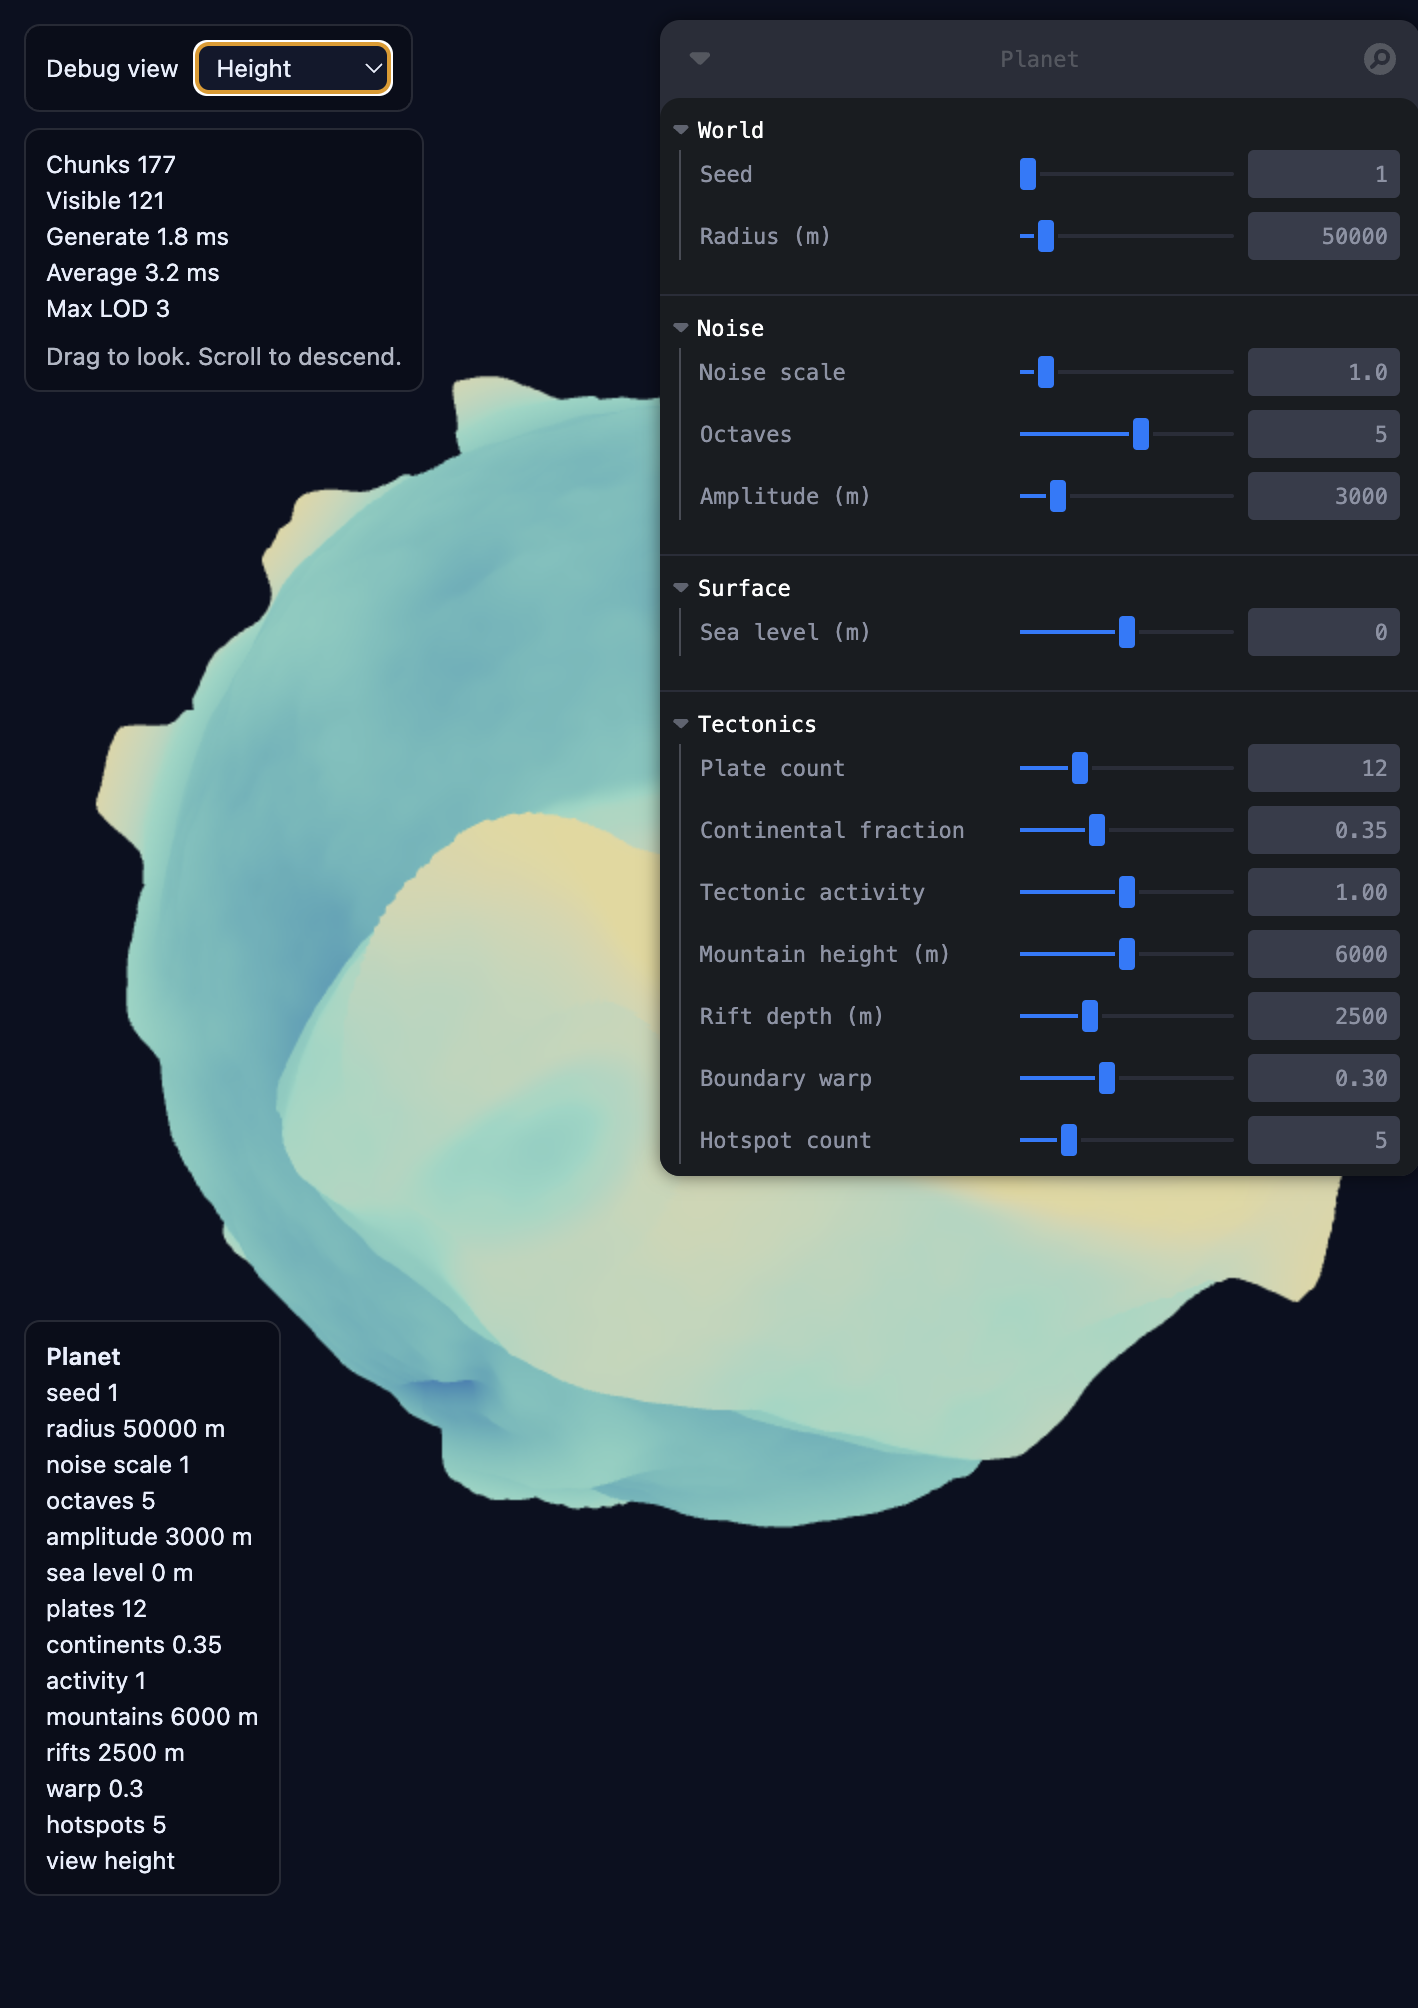 Debug view Height
Chunks 177
Visible 121
Generate 1.8 ms
Average 3.2 ms
Max LOD 3
Drag to look. Scroll to descend.
Planet
World
Seed 1
Radius (m) 50000
Noise
Noise scale 1.0
Octaves 5
Amplitude (m) 3000
Surface
Sea level (m) 0
Tectonics
Plate count 12
Continental fraction 0.35
Tectonic activity 1.00
Mountain height (m) 6000
Rift depth (m) 2500
Boundary warp 0.30
Hotspot count 5
Planet
seed 1
radius 50000 m
noise scale 1
octaves 5
amplitude 3000 m
sea level 0 m
plates 12
continents 0.35
activity 1
mountains 6000 m
rifts 2500 m
warp 0.3
hotspots 5
view height